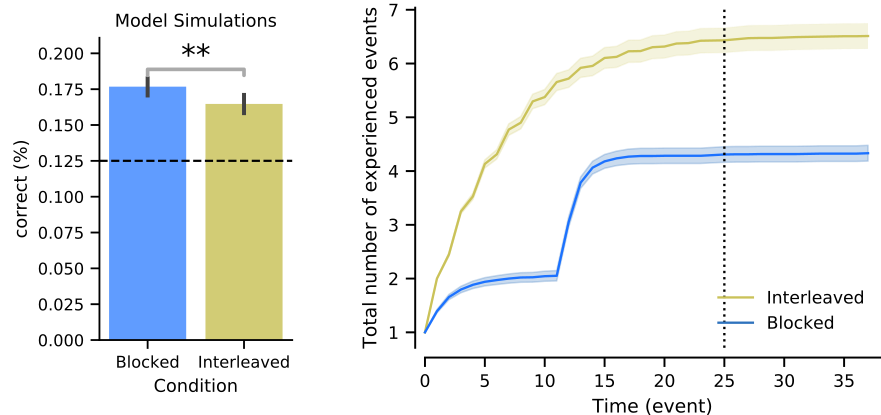 Model Simulations
**
correct (%)
0.200
0.175
0.150
0.125
0.100
0.075
0.050
0.025
0.000
Blocked
Interleaved
Condition
Total number of experienced events
7
6
5
4
3
2
1
Interleaved
Blocked
0 5 10 15 20 25 30 35
Time (event)